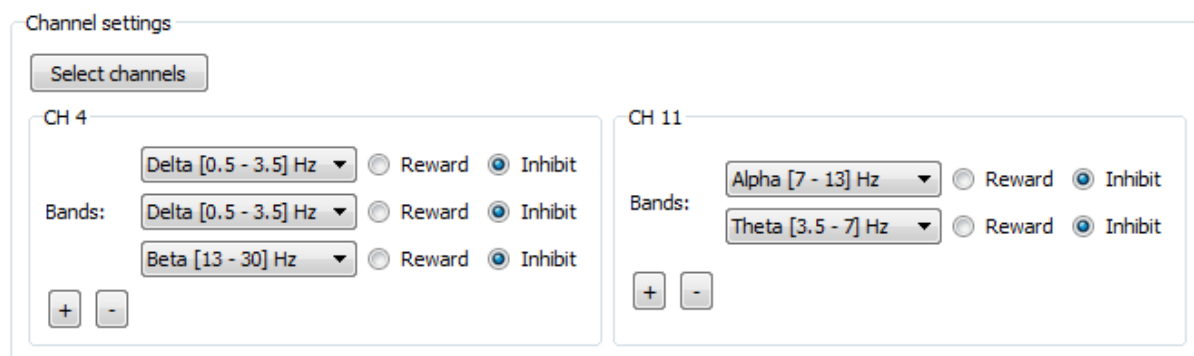 Channel settings
Select channels
CH 4
Delta [0.5 - 3.5] Hz Reward Inhibit
Bands: Delta [0.5 - 3.5] Hz Reward Inhibit
Beta [13 - 30] Hz Reward Inhibit
+ -
CH 11
Alpha [7 - 13] Hz Reward Inhibit
Bands:
Theta [3.5 - 7] Hz Reward Inhibit
+ -